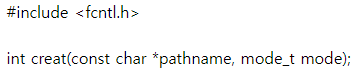 #include <fcntl.h>
int creat(const char *pathname, mode_t mode);